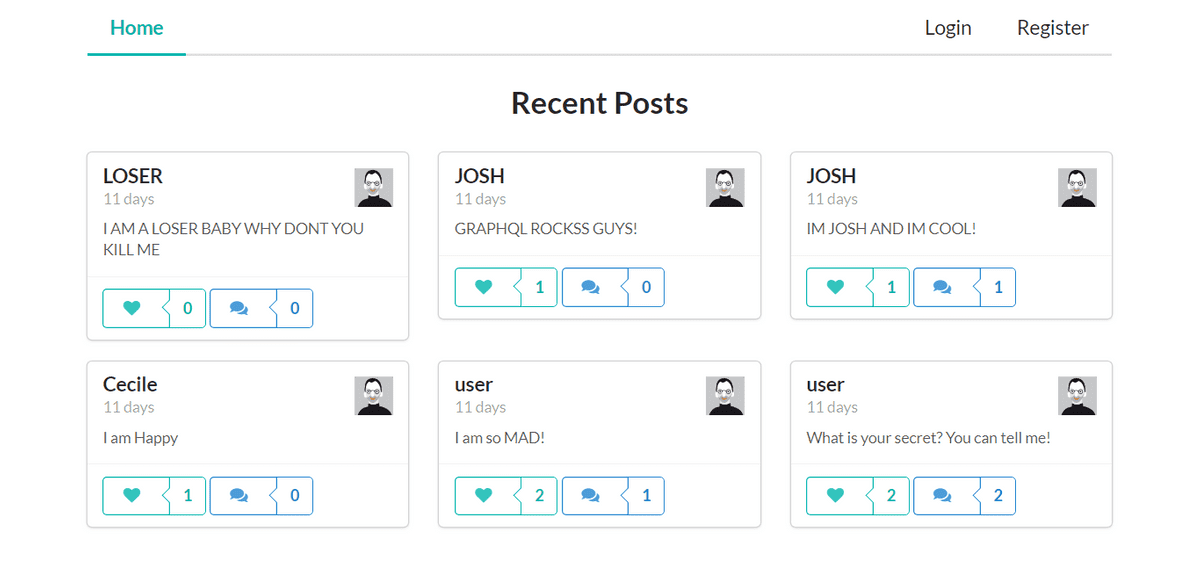 Home
Login
Register
Recent Posts
LOSER
11 days
I AM A LOSER BABY WHY DONT YOU
KILL ME
0
0
JOSH
11 days
GRAPHQL ROCKSS GUYS!
1
0
JOSH
11 days
IM JOSH AND IM COOL!
1
1
Cecile
11 days
I am Happy
1
0
user
11 days
I am so MAD!
2
1
user
11 days
What is your secret? You can tell me!
2
2